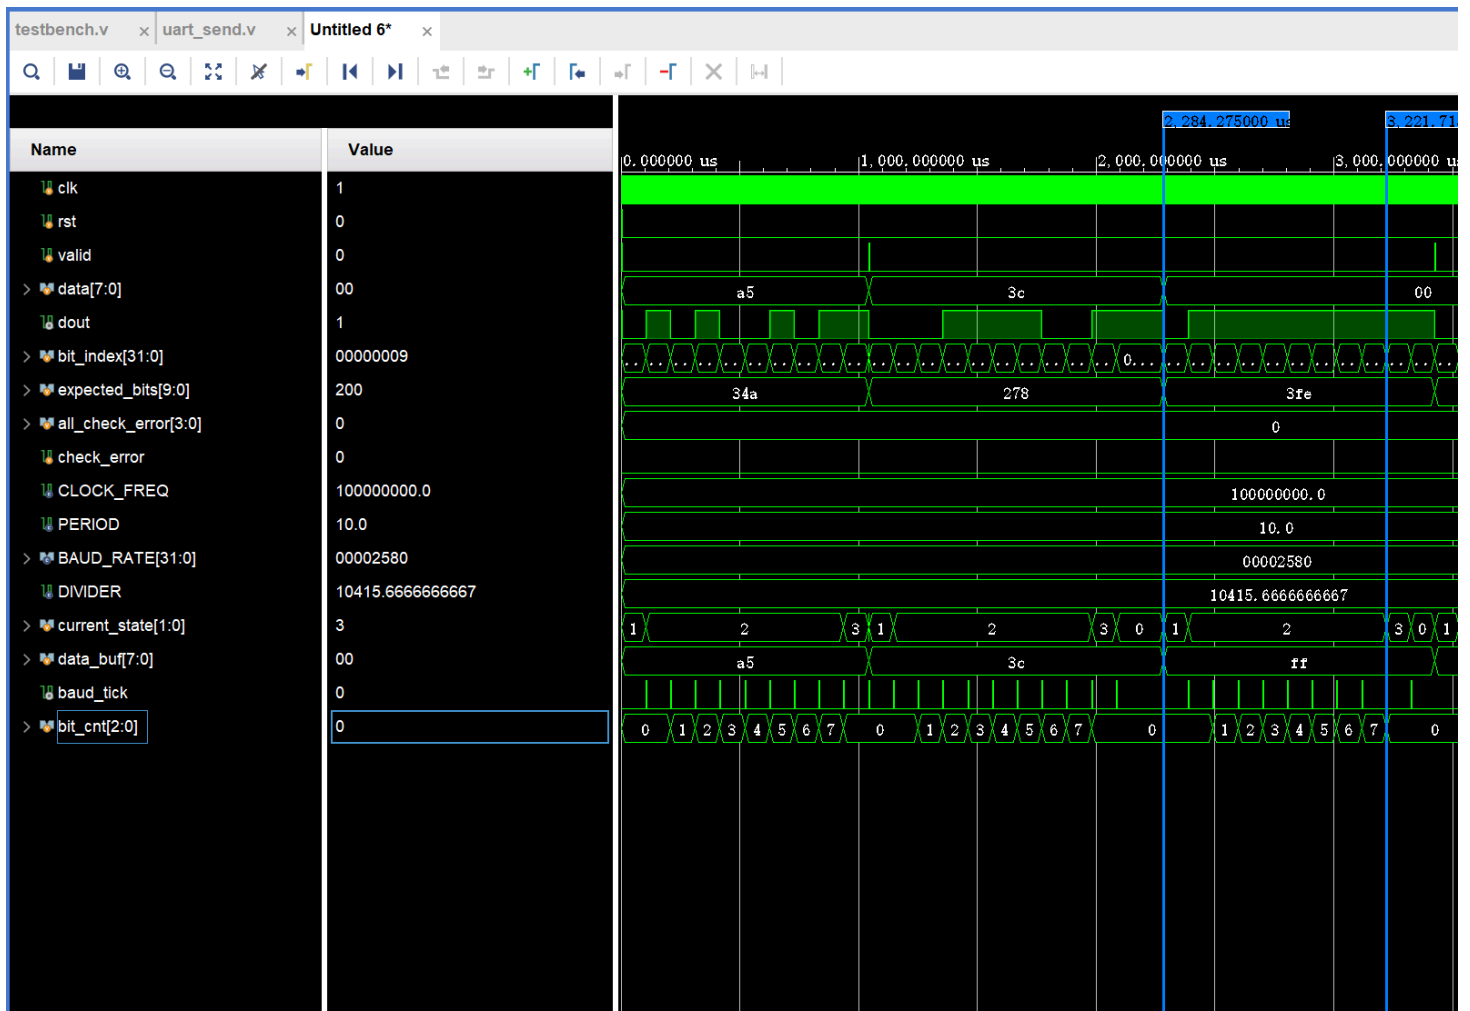 testbench.v × uart_send.v × Untitled 6* ×
2,284.275000 us 3,221.71
Name Value 0.000000 us 1,000.000000 us 2,000.000000 us 3,000.000000 u
clk 1
rst 0
valid 0
data[7:0] 00 a5 3c 00
dout 1
bit_index[31:0] 00000009 0...
expected_bits[9:0] 200 34a 278 3fe
all_check_error[3:0] 0 0
check_error 0
CLOCK_FREQ 100000000.0 100000000.0
PERIOD 10.0 10.0
BAUD_RATE[31:0] 00002580 00002580
DIVIDER 10415.6666666667 10415.6666666667
current_state[1:0] 3 1 2 3 1 2 3 0 1 2 3 0 1
data_buf[7:0] 00 a5 3c ff
baud_tick 0
bit_cnt[2:0] 0 0 1 2 3 4 5 6 7 0 1 2 3 4 5 6 7 0 1 2 3 4 5 6 7 0